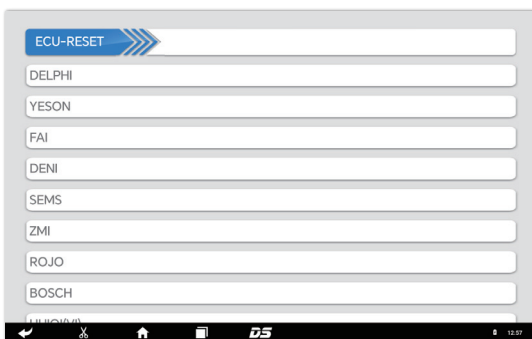 ECU-RESET
DELPHI
YESON
FAI
DENI
SEMS
ZMI
ROJO
BOSCH
DS
12:57